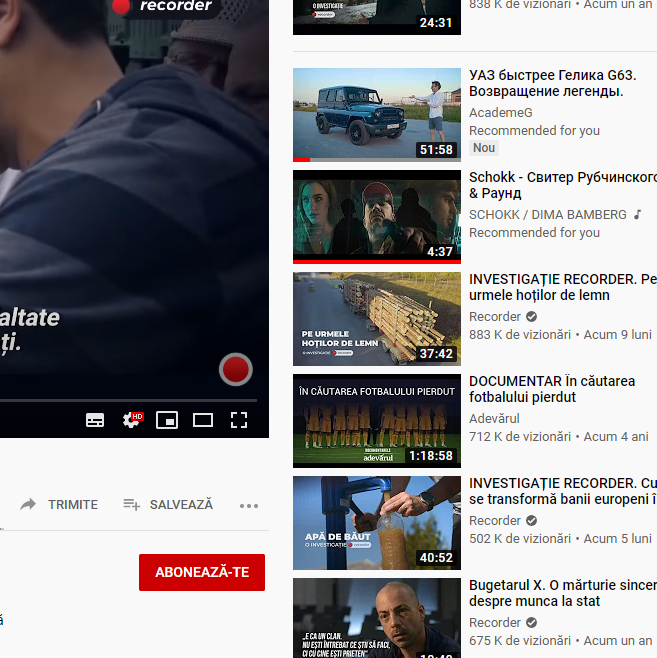 recorder
altate
ți.
HD
TRIMITE
SALVEAZĂ
ABONEAZĂ-TE
O INVESTIGAȚIE
recorder
24:31
838 K de vizionări • Acum un an
51:58
УАЗ быстрее Гелика G63.
Возвращение легенды.
AcademeG
Recommended for you
Nou
4:37
Schokk - Свитер Рубчинского
& Раунд
SCHOKK / DIMA BAMBERG
Recommended for you
PE URMELE
HOȚILOR DE LEMN
O INVESTIGAȚIE recorder
37:42
INVESTIGAȚIE RECORDER. Pe
urmele hoților de lemn
Recorder
883 K de vizionări • Acum 9 luni
ÎN CĂUTAREA FOTBALULUI PIERDUT
DOCUMENTARELE
adevărul
1:18:58
DOCUMENTAR În căutarea
fotbalului pierdut
Adevărul
712 K de vizionări • Acum 4 ani
APĂ DE BĂUT
O INVESTIGAȚIE recorder
40:52
INVESTIGAȚIE RECORDER. Cu
se transformă banii europeni î
Recorder
502 K de vizionări • Acum 5 luni
„E CA UN CLAN.
NU EȘTI ÎNTREBAT CE ȘTII SĂ FACI,
CI CU CINE EȘTI PRIETEN”
Bugetarul X. O mărturie sincer
despre munca la stat
Recorder
675 K de vizionări • Acum un an